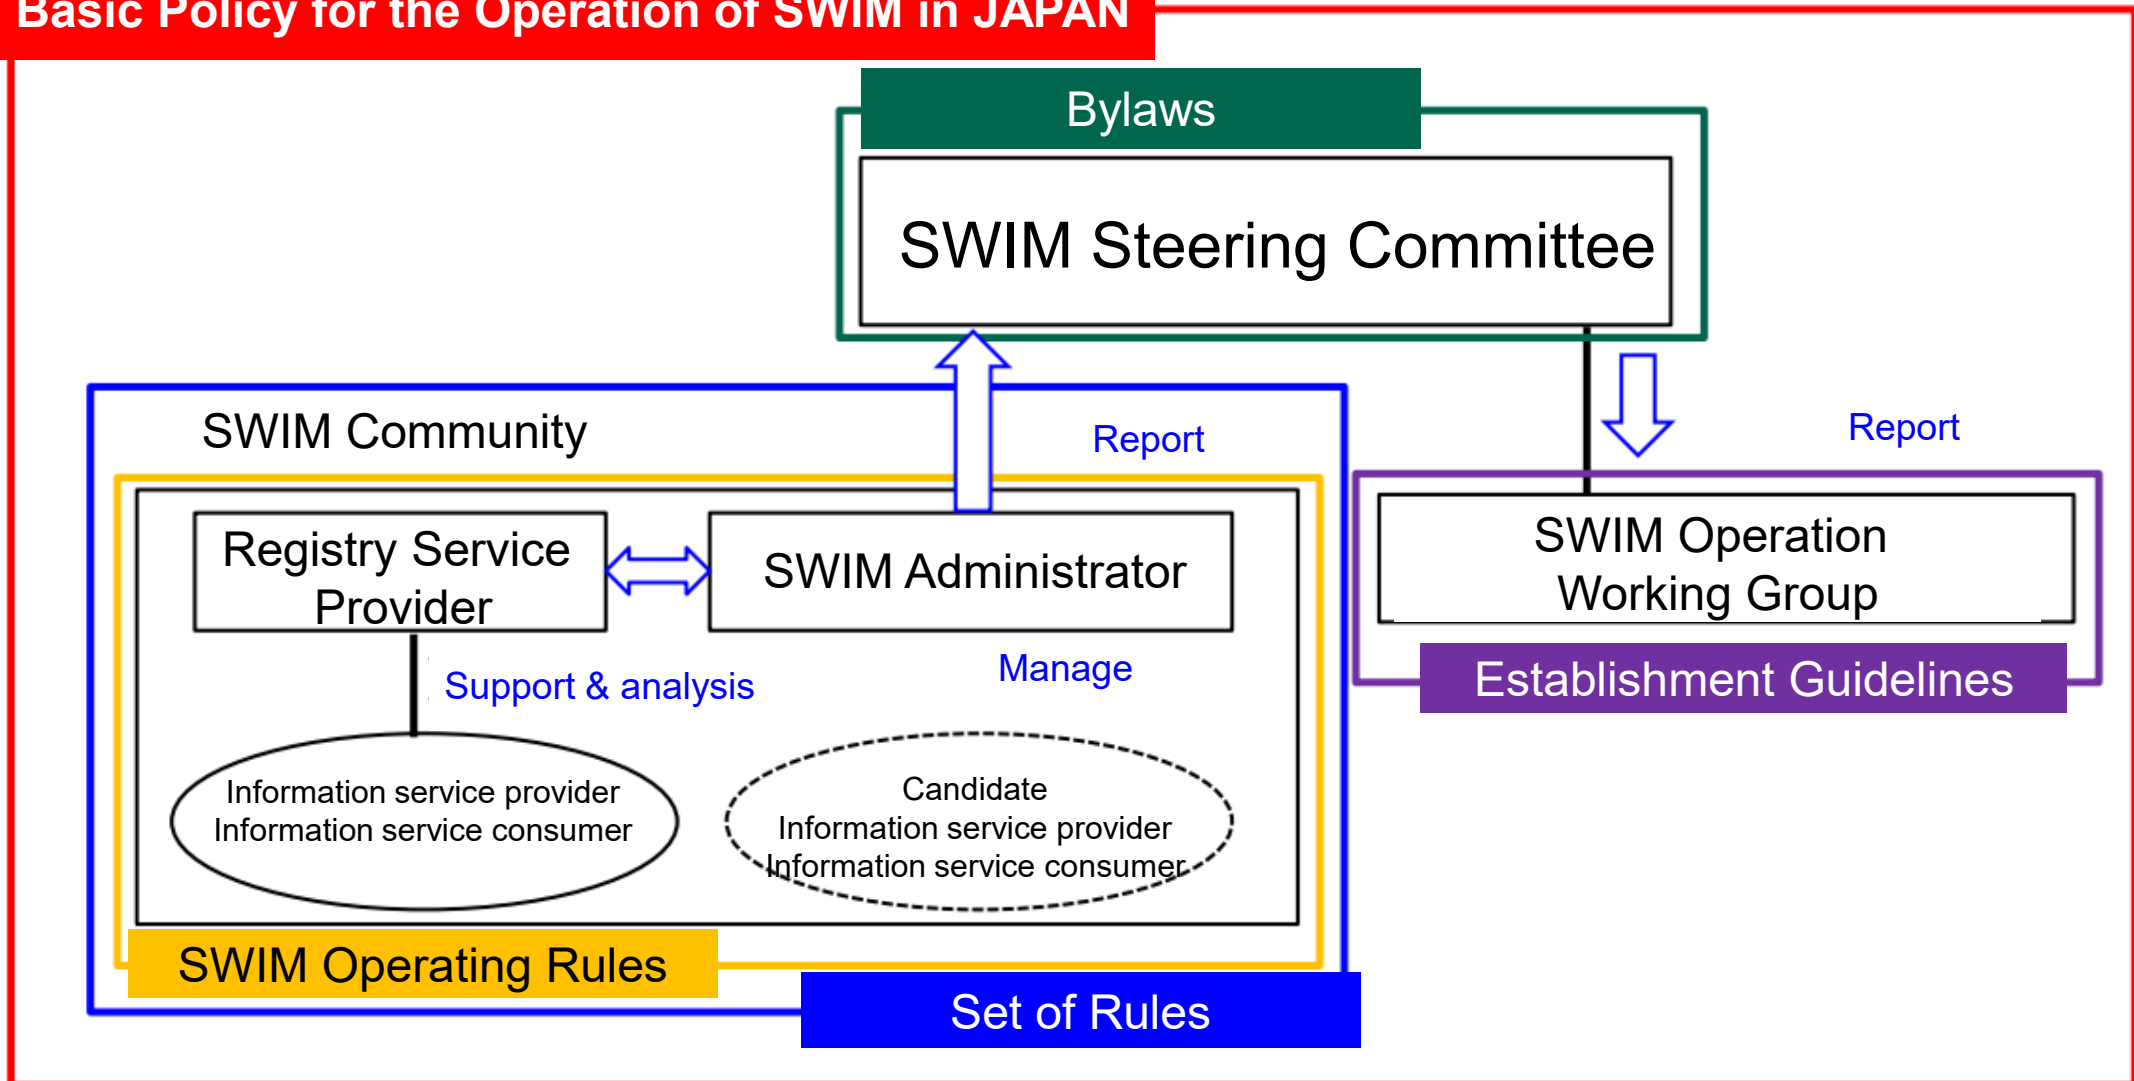 Basic Policy for the Operation of SWIM in JAPAN
Bylaws
SWIM Steering Committee
SWIM Community
Report
Report
Registry Service
Provider
SWIM Administrator
SWIM Operation
Working Group
Support & analysis
Manage
Establishment Guidelines
Information service provider
Information service consumer
Candidate
Information service provider
Information service consumer
SWIM Operating Rules
Set of Rules